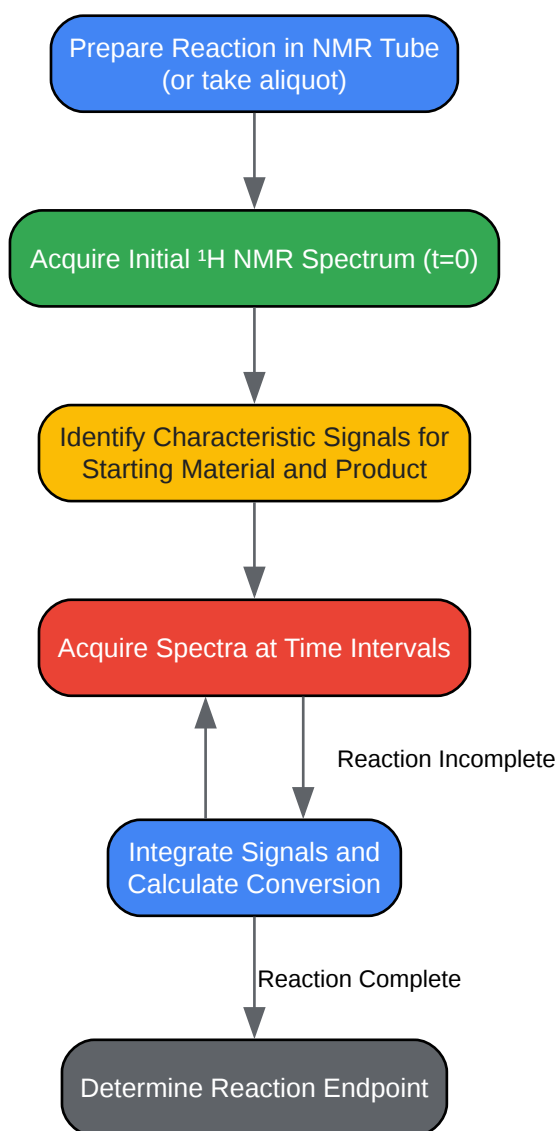 Prepare Reaction in NMR Tube
(or take aliquot)
Acquire Initial ¹H NMR Spectrum (t=0)
Identify Characteristic Signals for
Starting Material and Product
Acquire Spectra at Time Intervals
Reaction Incomplete
Integrate Signals and
Calculate Conversion
Reaction Complete
Determine Reaction Endpoint